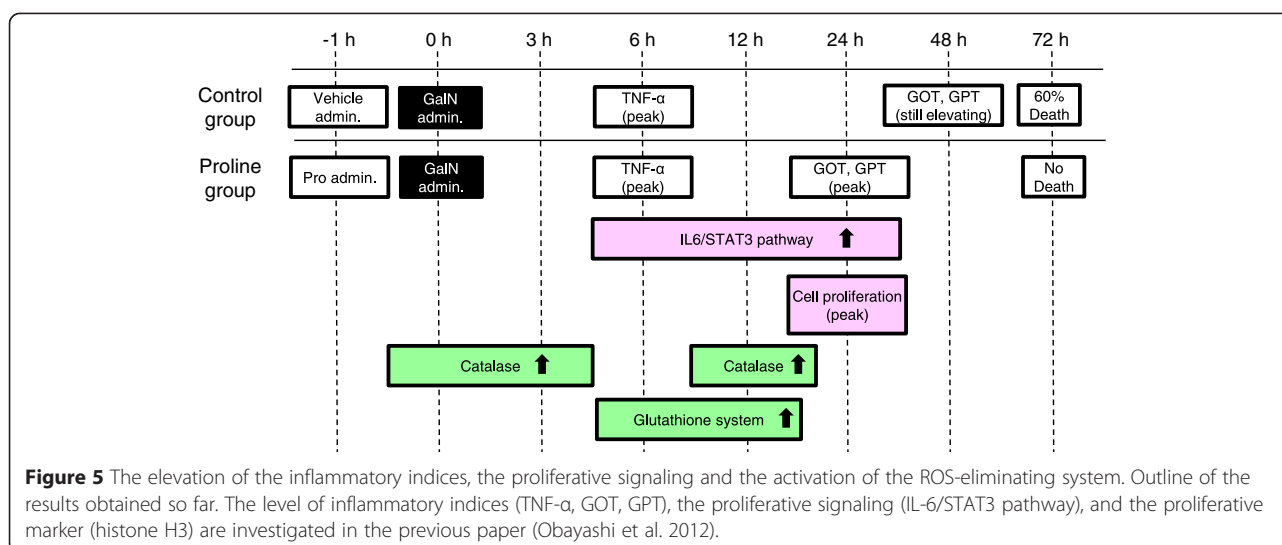 -1 h 0 h 3 h 6 h 12 h 24 h 48 h 72 h
Control group
Vehicle admin.
GalN admin.
TNF-α (peak)
GOT, GPT (still elevating)
60% Death
Proline group
Pro admin.
GalN admin.
TNF-α (peak)
GOT, GPT (peak)
No Death
IL6/STAT3 pathway ⬆
Cell proliferation (peak)
Catalase ⬆
Catalase ⬆
Glutathione system ⬆
Figure 5 The elevation of the inflammatory indices, the proliferative signaling and the activation of the ROS-eliminating system. Outline of the
results obtained so far. The level of inflammatory indices (TNF-α, GOT, GPT), the proliferative signaling (IL-6/STAT3 pathway), and the proliferative
marker (histone H3) are investigated in the previous paper (Obayashi et al. 2012).